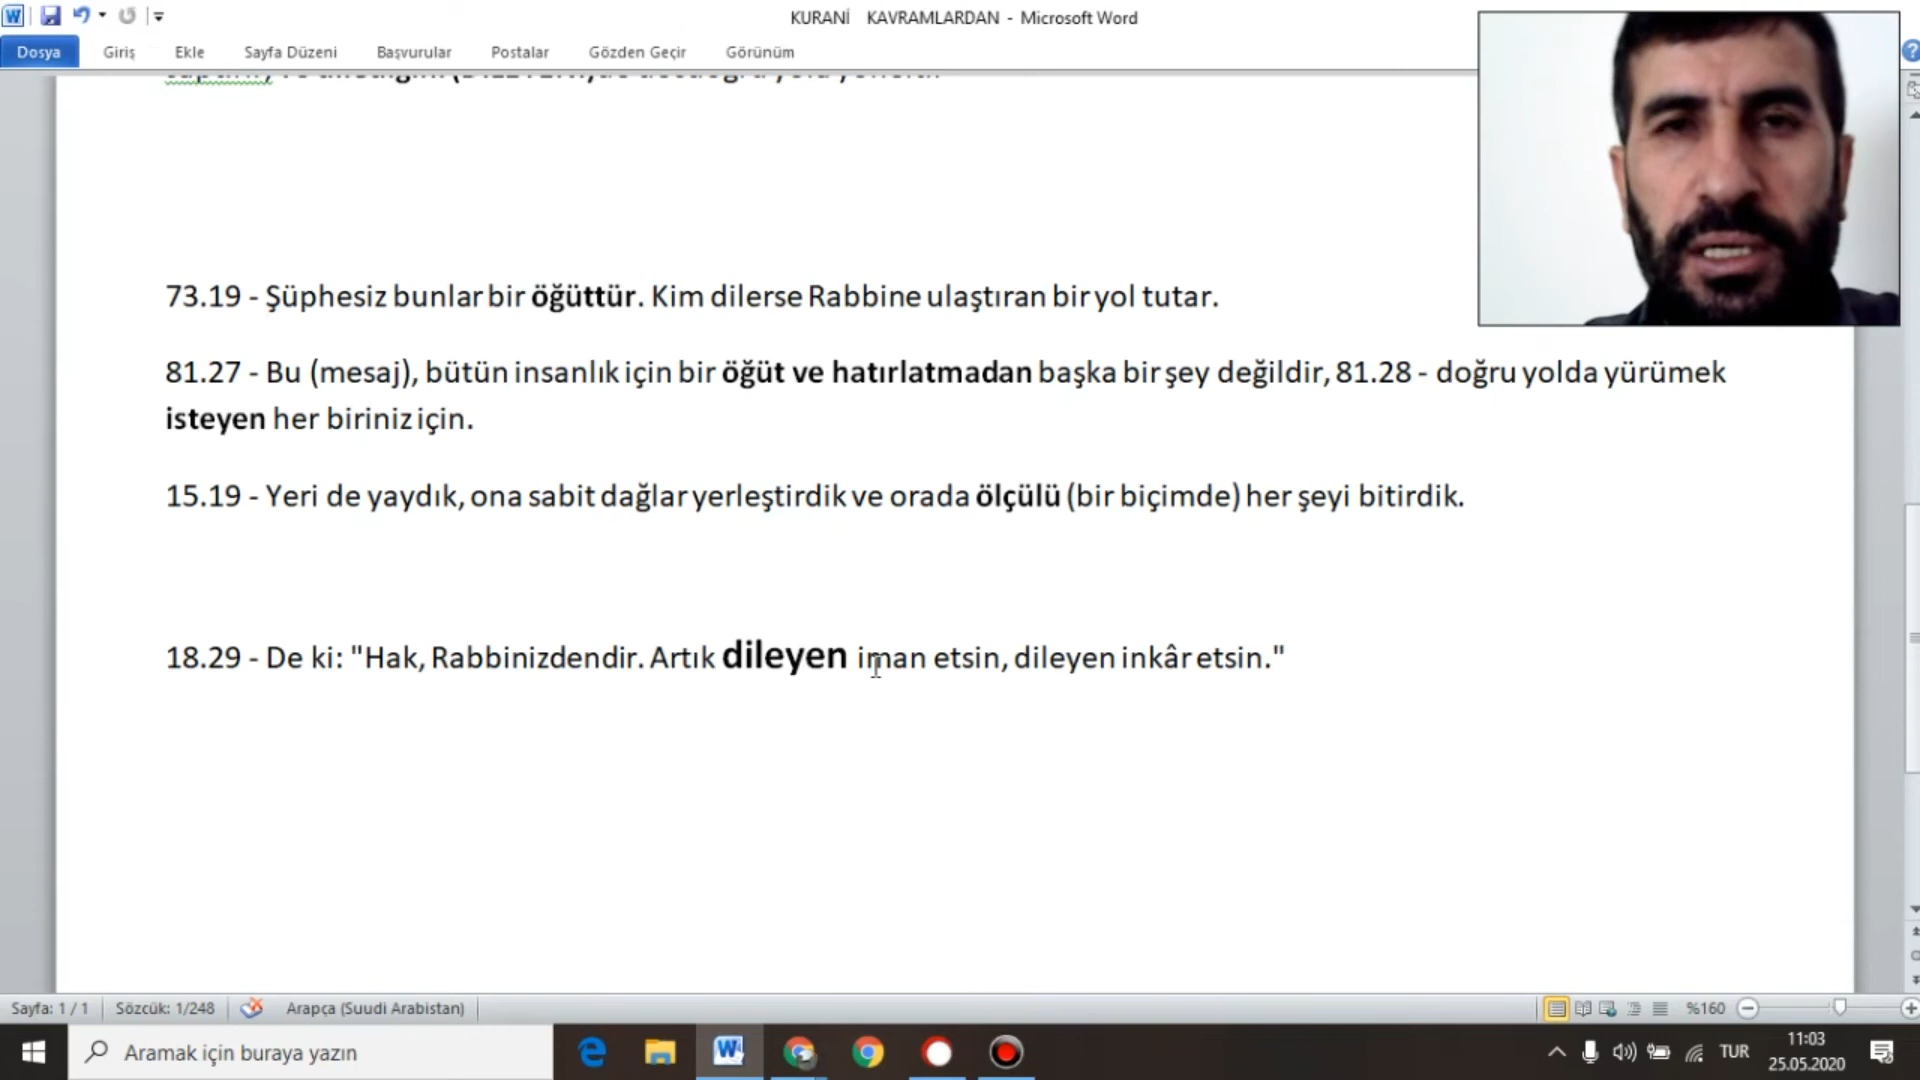 KURANİ KAVRAMLARDAN - Microsoft Word
Dosya Giriş Ekle Sayfa Düzeni Başvurular Postalar Gözden Geçir Görünüm
73.19 - Şüphesiz bunlar bir öğüttür. Kim dilerse Rabbine ulaştıran bir yol tutar.
81.27 - Bu (mesaj), bütün insanlık için bir öğüt ve hatırlatmadan başka bir şey değildir, 81.28 - doğru yolda yürümek
isteyen her biriniz için.
15.19 - Yeri de yaydık, ona sabit dağlar yerleştirdik ve orada ölçülü (bir biçimde) her şeyi bitirdik.
18.29 - De ki: "Hak, Rabbinizdendir. Artık dileyen iman etsin, dileyen inkâr etsin."
Sayfa: 1 / 1 Sözcük: 1/248 Arapça (Suudi Arabistan) %160
Aramak için buraya yazın
TUR
11:03
25.05.2020